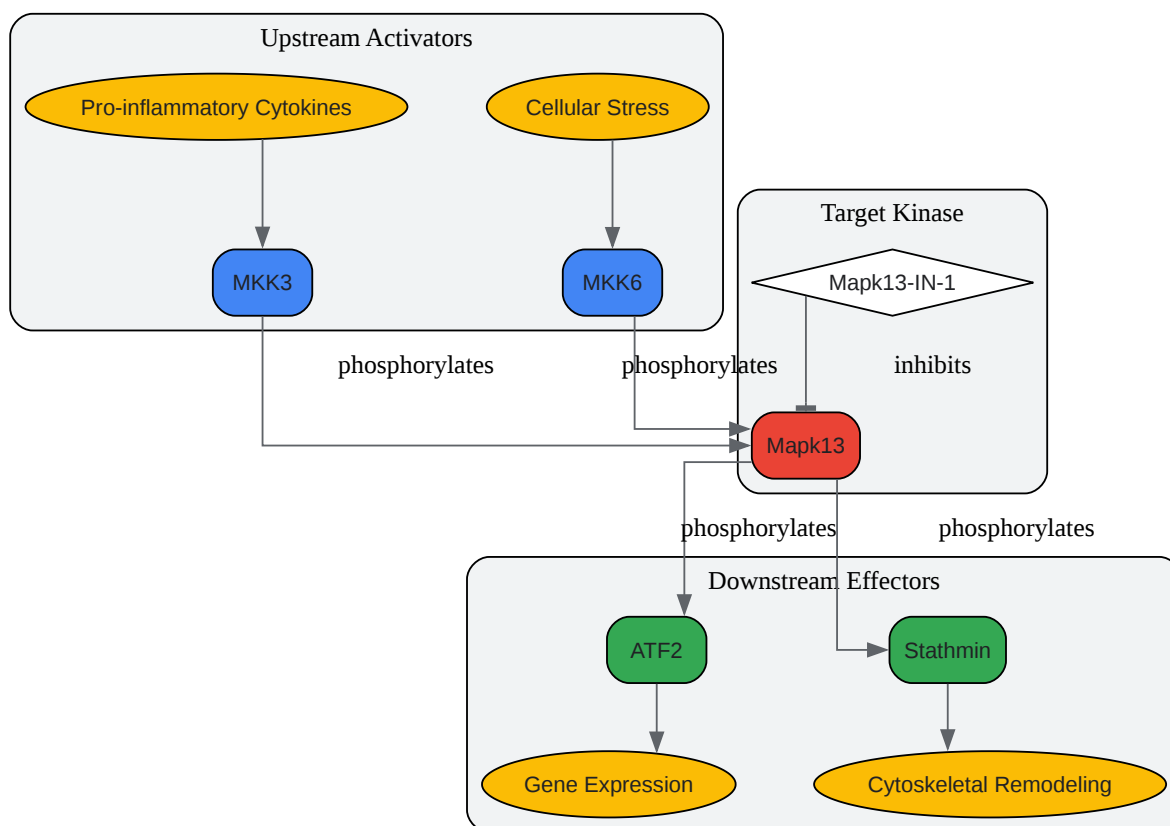 Upstream Activators
Pro-inflammatory Cytokines
Cellular Stress
Target Kinase
MKK3
MKK6
Mapk13-IN-1
phosphorylates
phosphorylates
inhibits
Mapk13
phosphorylates
phosphorylates
Downstream Effectors
ATF2
Stathmin
Gene Expression
Cytoskeletal Remodeling